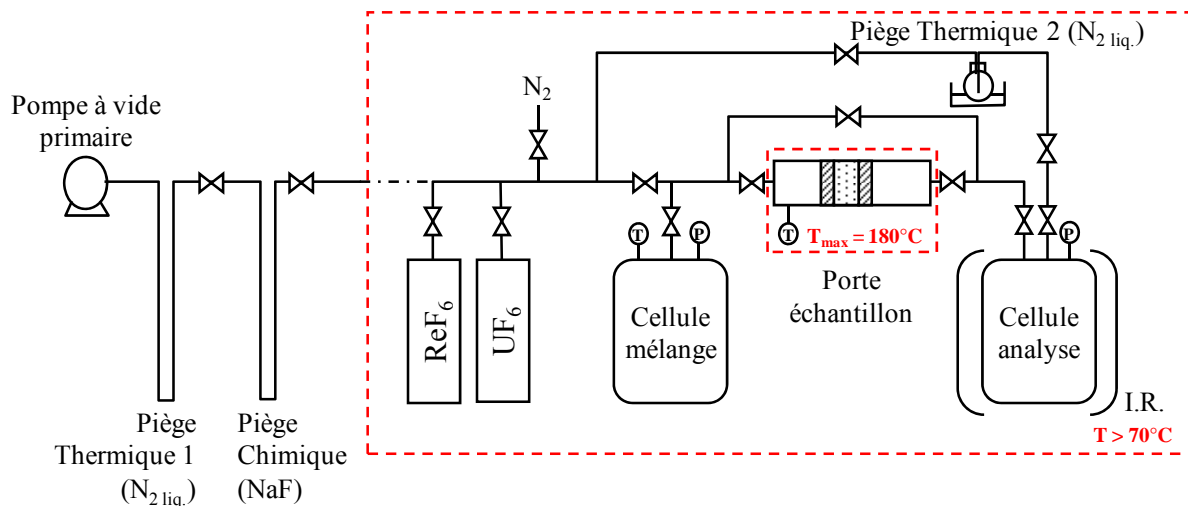 Piège Thermique 2 (N2 liq.)
N2
Pompe à vide
primaire
T
P
T
Tmax = 180°C
P
ReF6
UF6
Cellule
mélange
Porte
échantillon
Cellule
analyse
I.R.
T > 70°C
Piège
Thermique 1
(N2 liq.)
Piège
Chimique
(NaF)